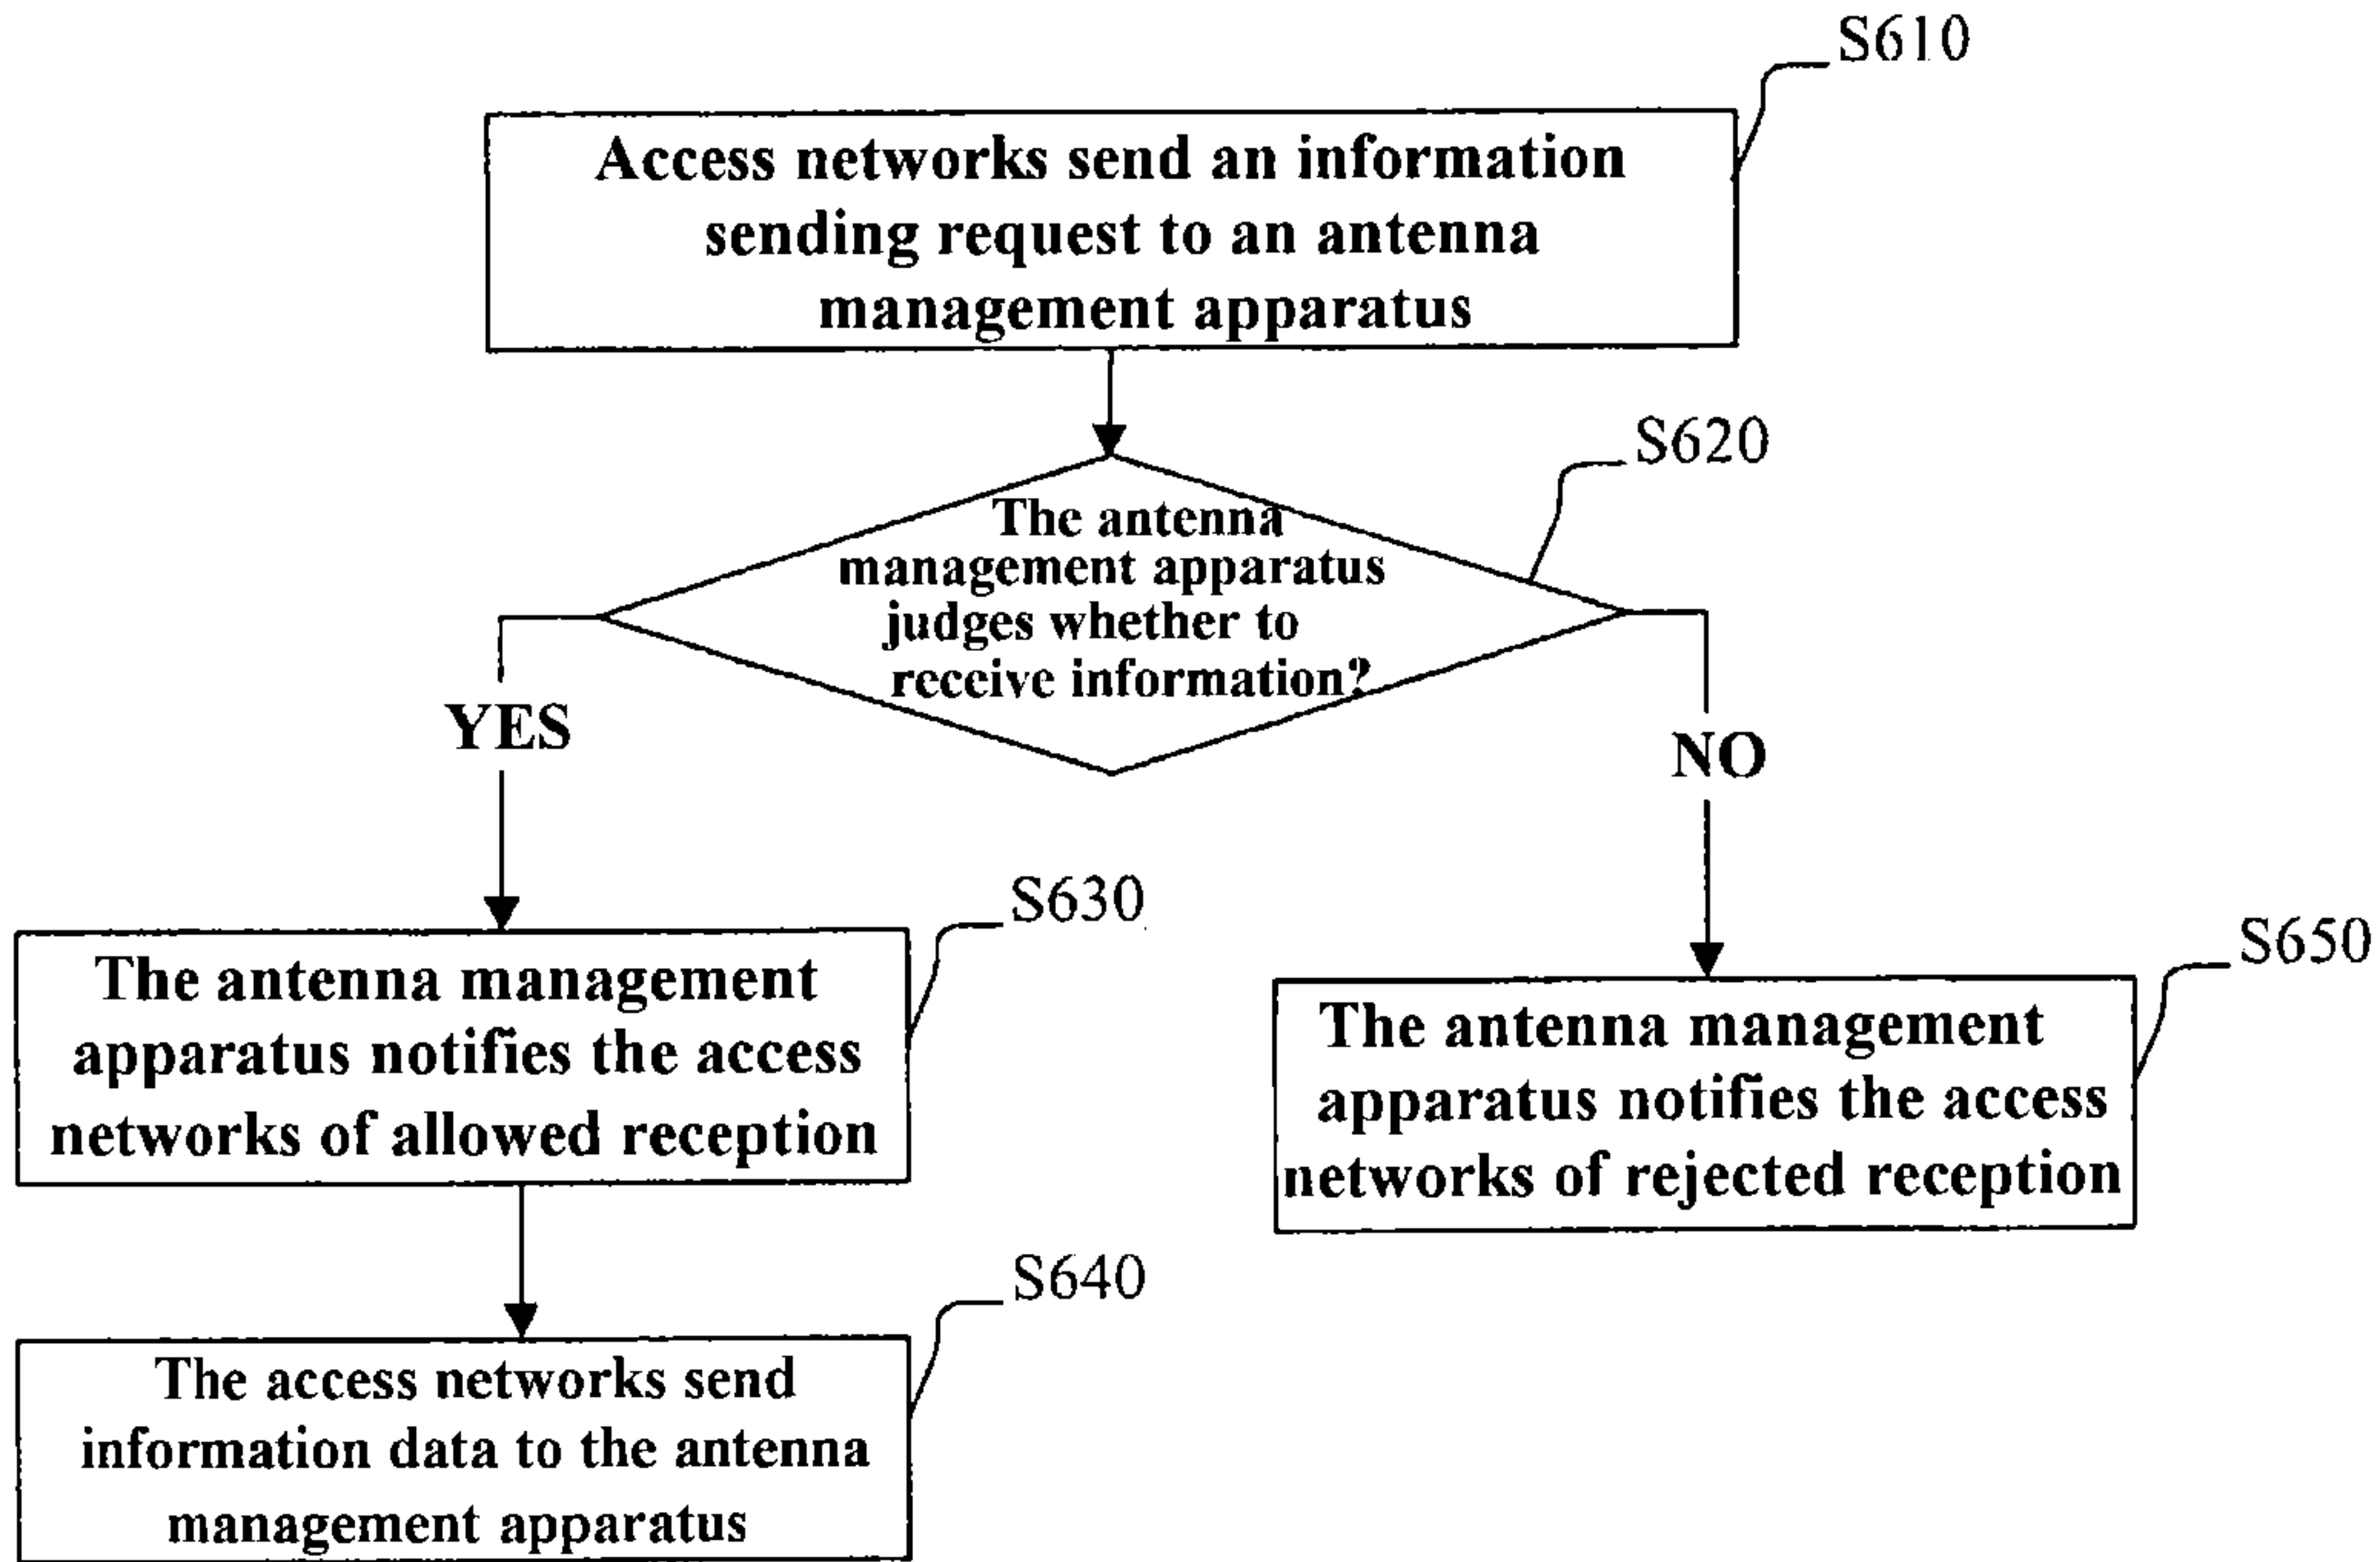 S610
Access networks send an information
sending request to an antenna
management apparatus
S620
The antenna
management apparatus
judges whether to
receive information?
YES
NO
S630
The antenna management
apparatus notifies the access
networks of allowed reception
S650
The antenna management
apparatus notifies the access
networks of rejected reception
S640
The access networks send
information data to the antenna
management apparatus